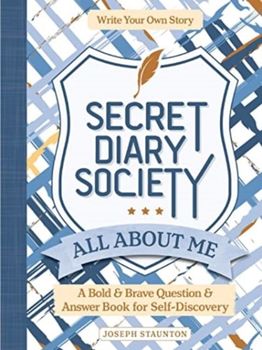 Write Your Own Story
SECRET
DIARY
SOCIETY
ALL ABOUT ME
A Bold & Brave Question &
Answer Book for Self-Discovery
JOSEPH STAUNTON